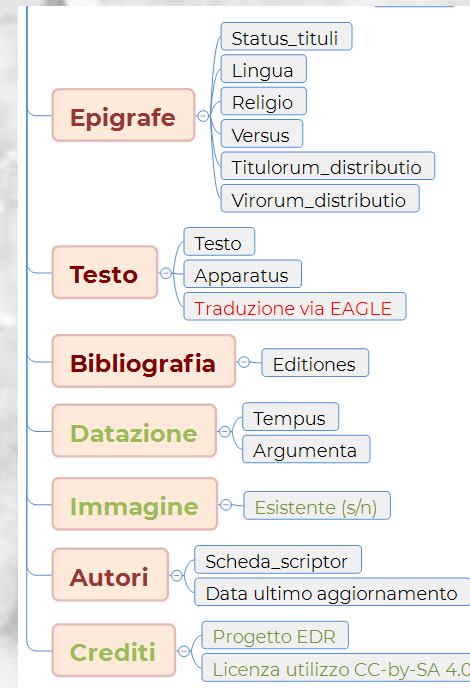 Epigrafe
Status_tituli
Lingua
Religio
Versus
Titulorum_distributio
Virorum_distributio
Testo
Testo
Apparatus
Traduzione via EAGLE
Bibliografia
Editiones
Datazione
Tempus
Argumenta
Immagine
Esistente (s/n)
Autori
Scheda_scriptor
Data ultimo aggiornamento
Crediti
Progetto EDR
Licenza utilizzo CC-by-SA 4.0